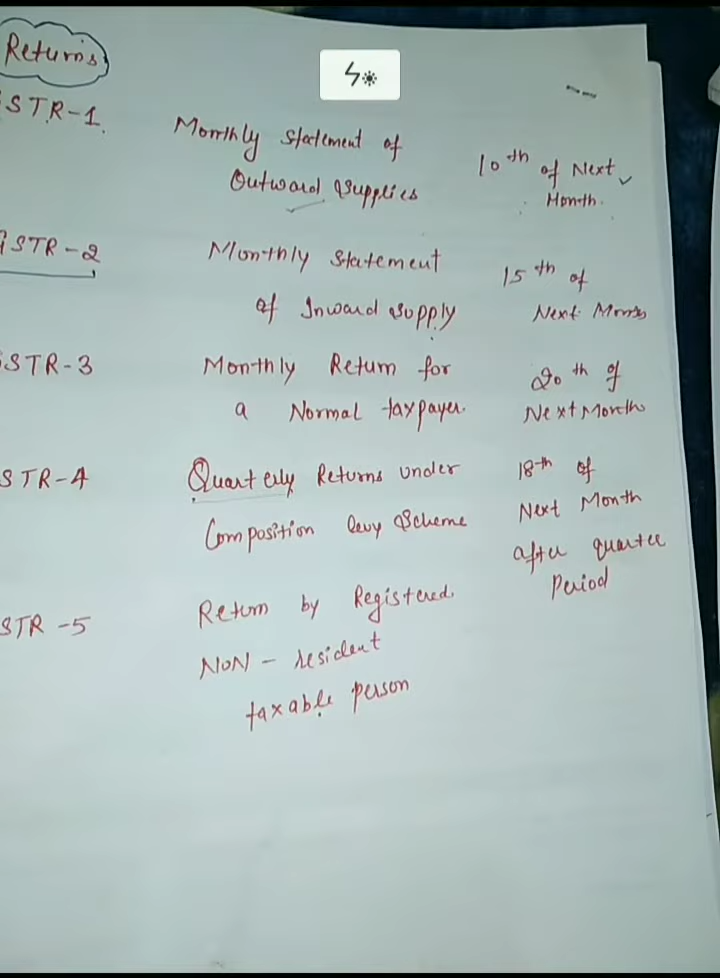 Returns
STR-1. Monthly Statement of
Outward Supplies
10th of Next
Month.
STR-2 Monthly Statement
of Inward Supply
15th of
Next Month
STR-3 Monthly Return for
a Normal taxpayer.
20th of
Next Months
STR-4 Quarterly Returns under
Composition levy Scheme
18th of
Next Month
after quarter
Period
STR-5 Return by Registered
NON-resident
taxable person